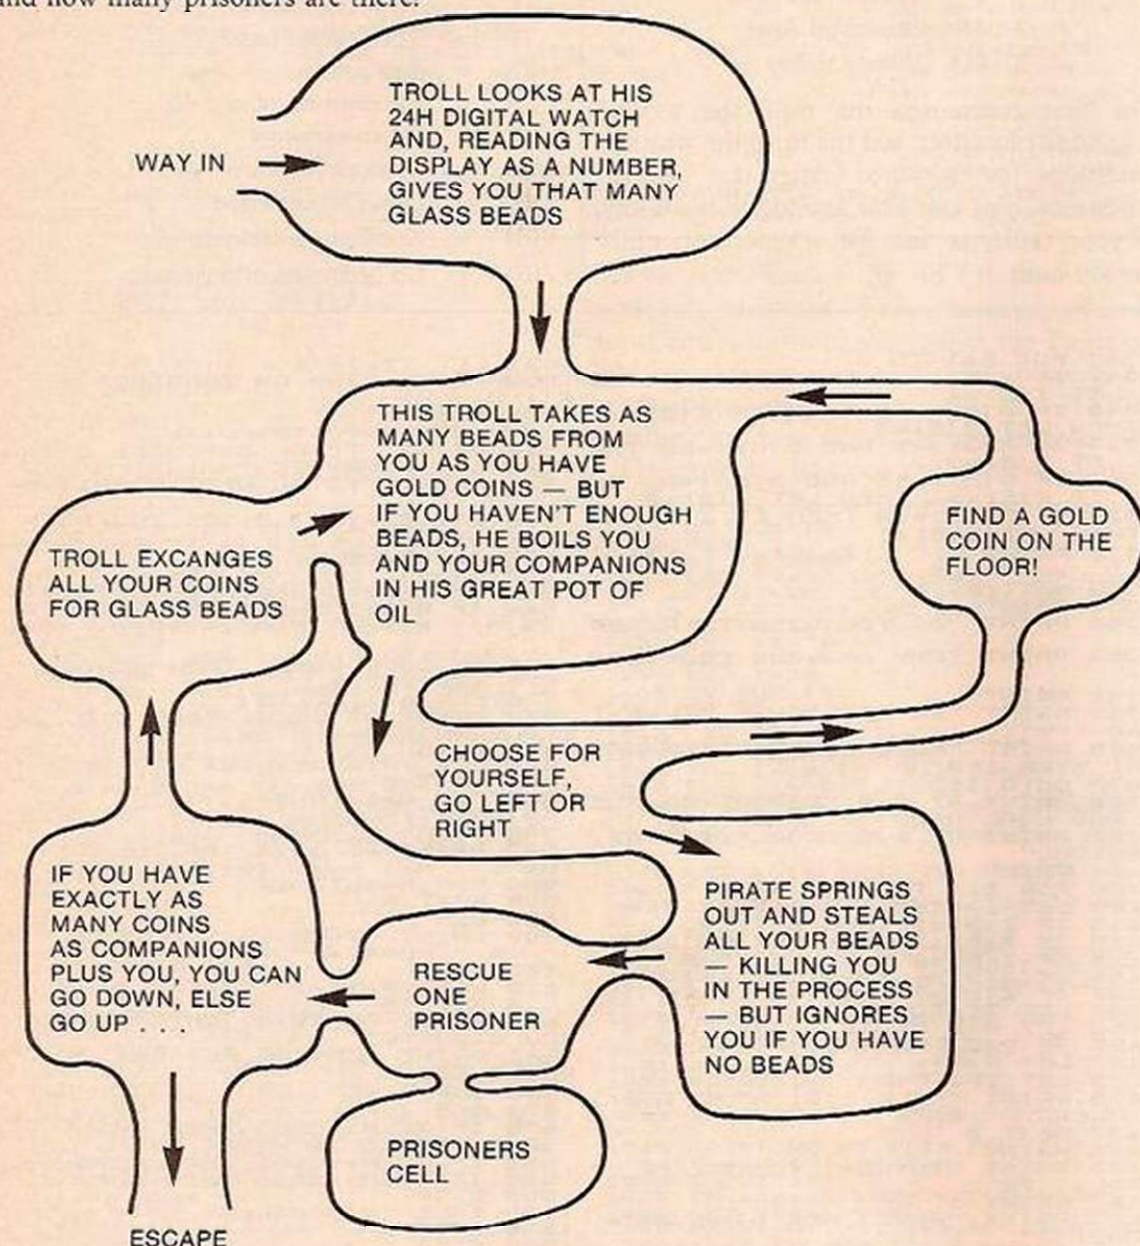 and how many prisoners are there?
TROLL LOOKS AT HIS
24H DIGITAL WATCH
AND, READING THE
DISPLAY AS A NUMBER,
GIVES YOU THAT MANY
GLASS BEADS
WAY IN
THIS TROLL TAKES AS
MANY BEADS FROM
YOU AS YOU HAVE
GOLD COINS — BUT
IF YOU HAVEN'T ENOUGH
BEADS, HE BOILS YOU
AND YOUR COMPANIONS
IN HIS GREAT POT OF
OIL
FIND A GOLD
COIN ON THE
FLOOR!
TROLL EXCANGES
ALL YOUR COINS
FOR GLASS BEADS
CHOOSE FOR
YOURSELF,
GO LEFT OR
RIGHT
IF YOU HAVE
EXACTLY AS
MANY COINS
AS COMPANIONS
PLUS YOU, YOU CAN
GO DOWN, ELSE
GO UP . . .
RESCUE
ONE
PRISONER
PIRATE SPRINGS
OUT AND STEALS
ALL YOUR BEADS
— KILLING YOU
IN THE PROCESS
— BUT IGNORES
YOU IF YOU HAVE
NO BEADS
PRISONERS
CELL
ESCAPE